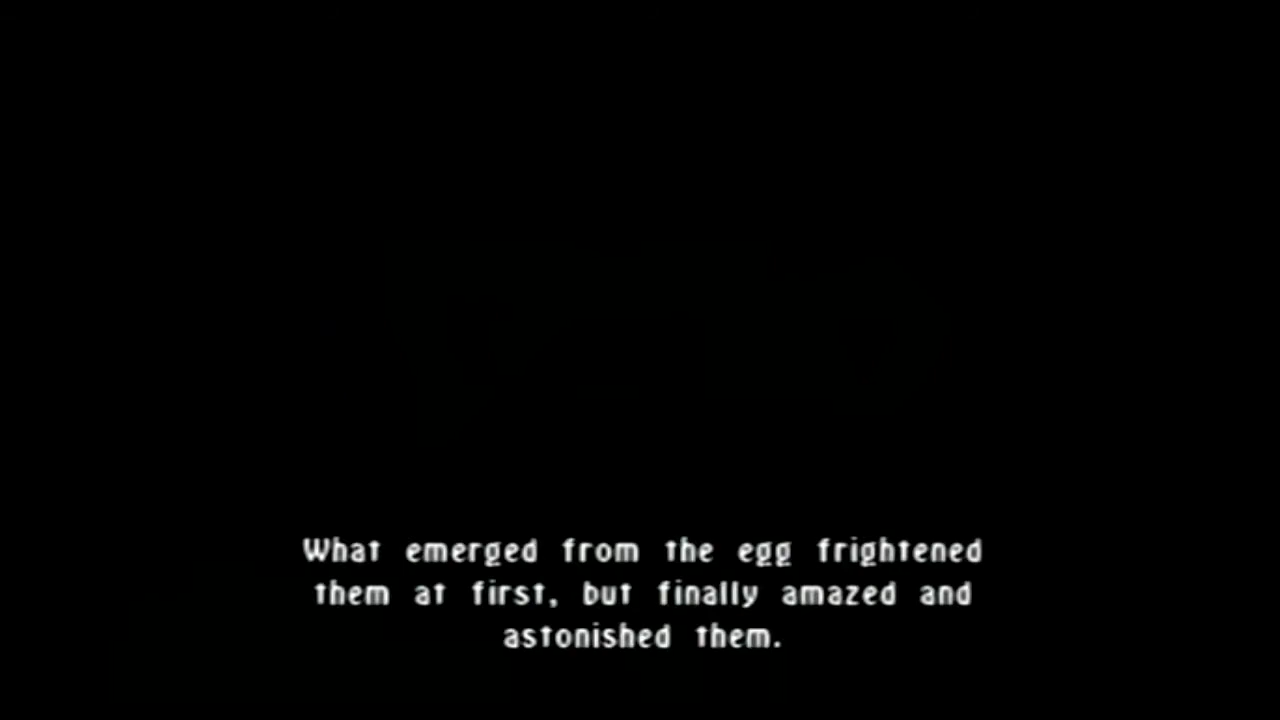 What emerged from the egg frightened
them at first, but finally amazed and
astonished them.